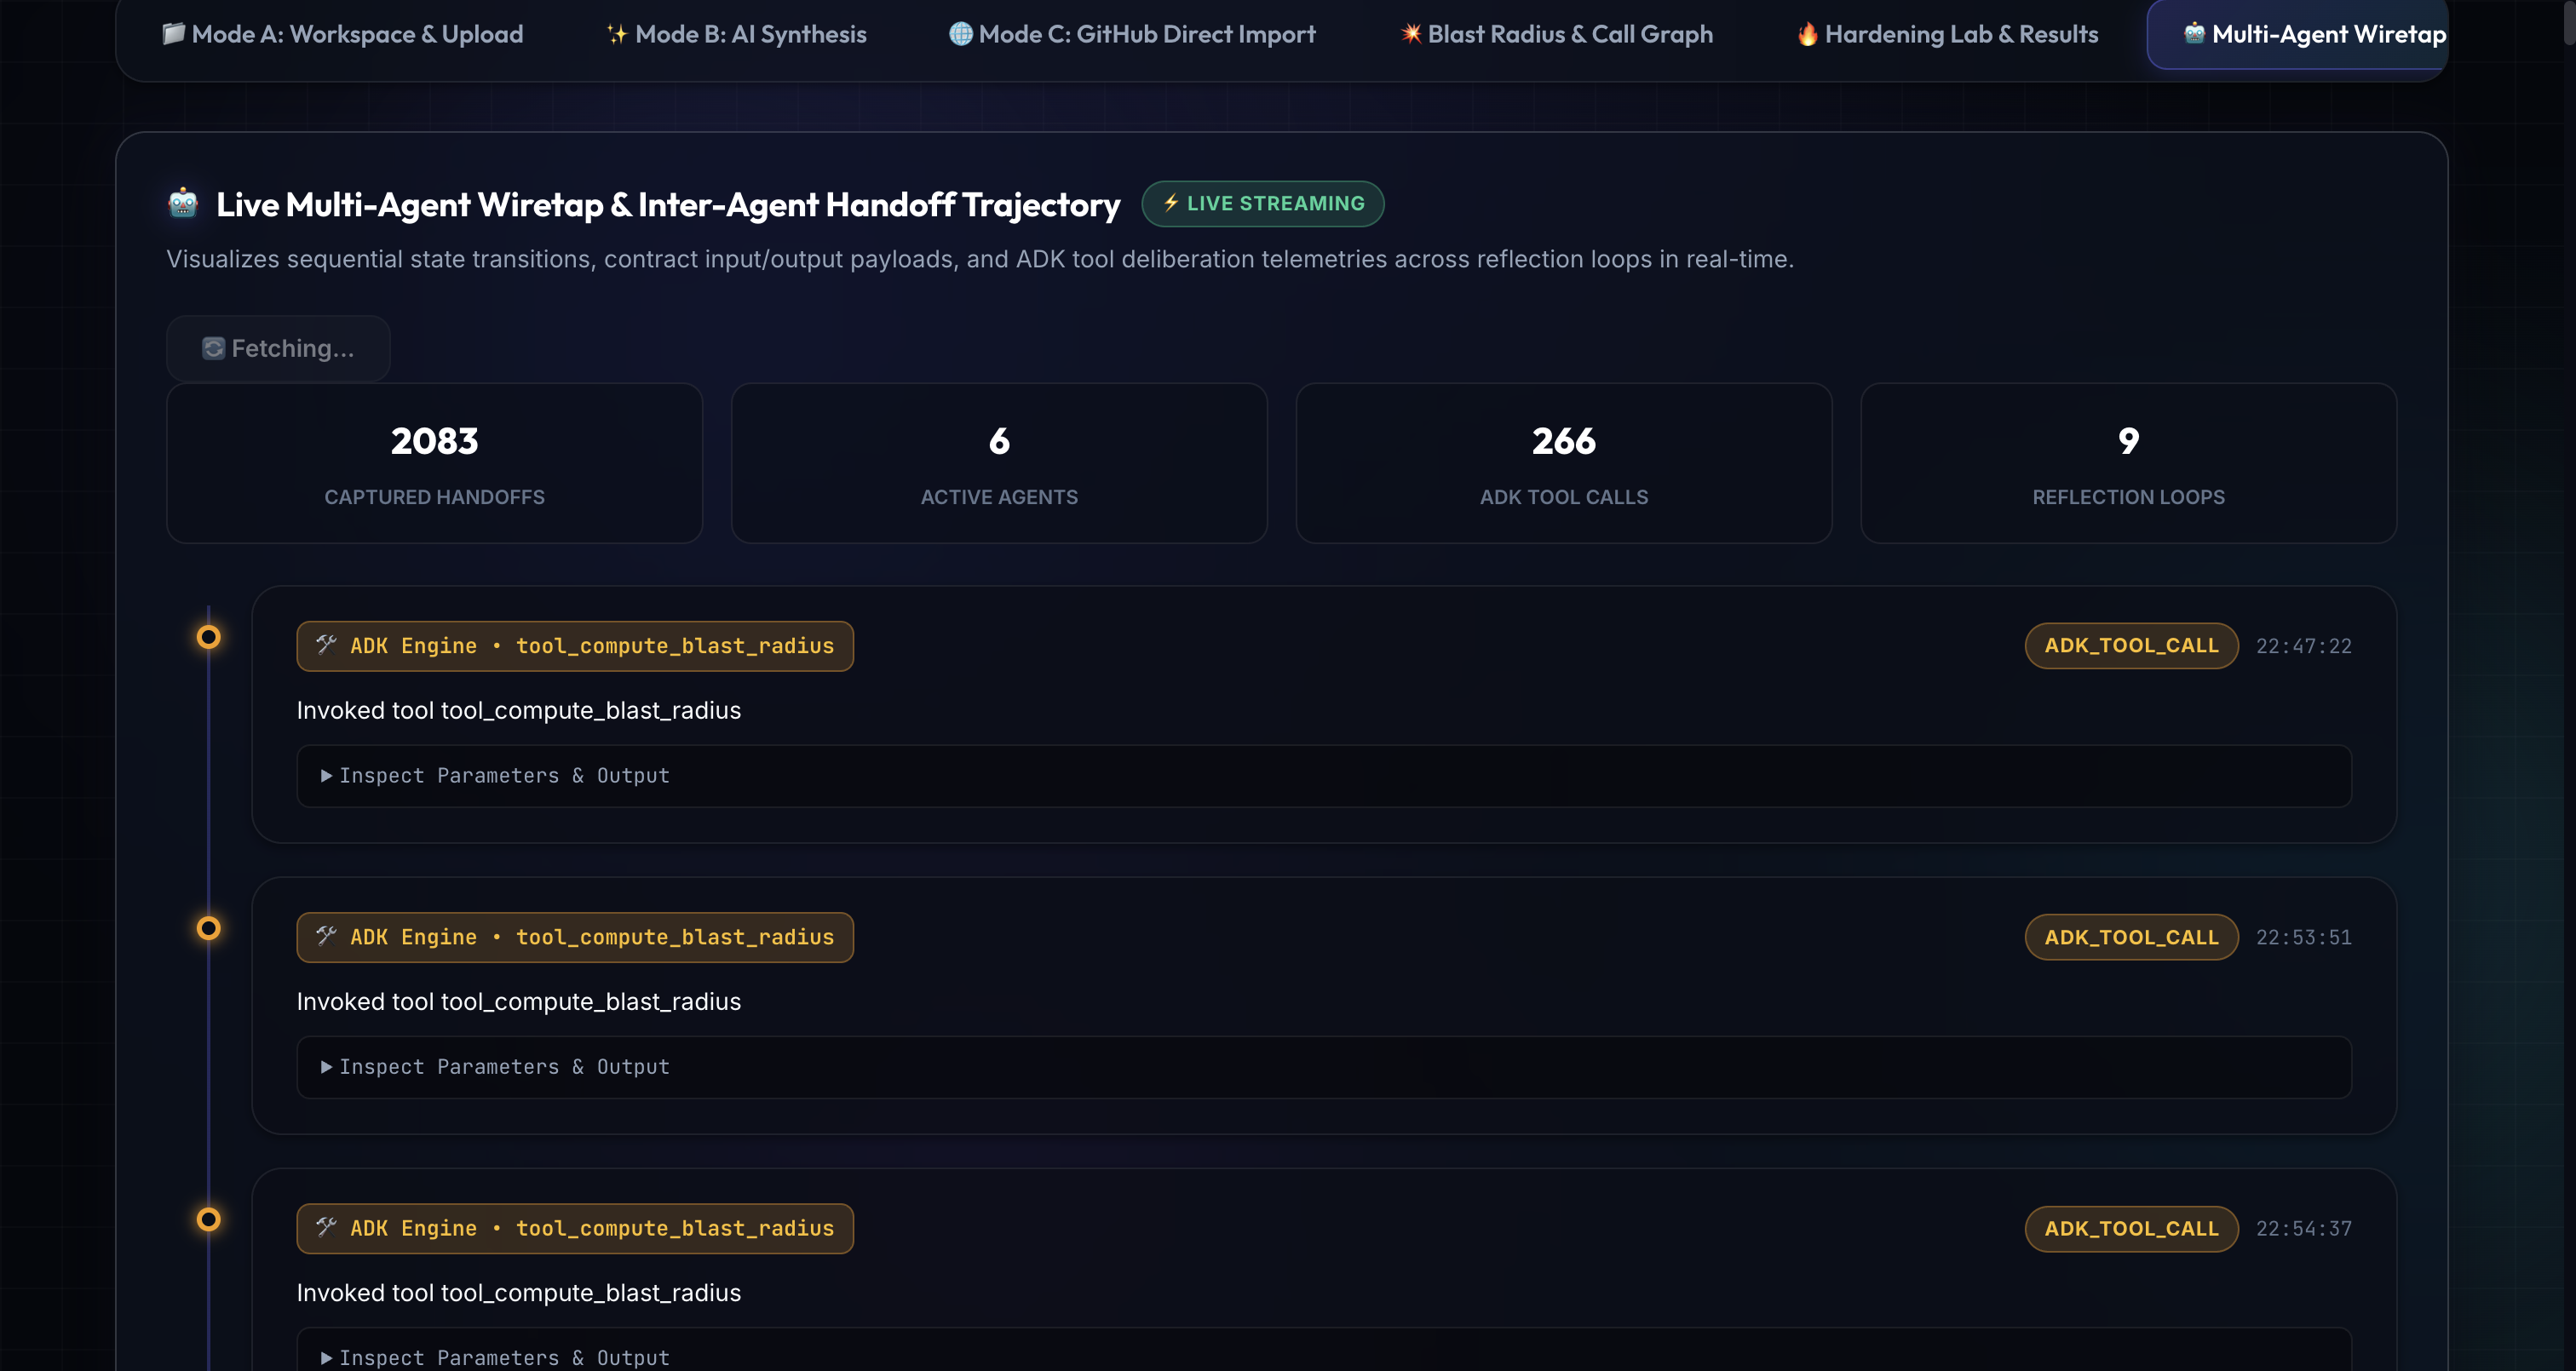 📁 Mode A: Workspace & Upload ✨ Mode B: AI Synthesis 🌐 Mode C: GitHub Direct Import 💥 Blast Radius & Call Graph 🔥 Hardening Lab & Results 🤖 Multi-Agent Wiretap
🤖 Live Multi-Agent Wiretap & Inter-Agent Handoff Trajectory ⚡ LIVE STREAMING
Visualizes sequential state transitions, contract input/output payloads, and ADK tool deliberation telemetries across reflection loops in real-time.
🔄 Fetching...
2083 6 266 9
CAPTURED HANDOFFS ACTIVE AGENTS ADK TOOL CALLS REFLECTION LOOPS
🛠 ADK Engine • tool_compute_blast_radius ADK_TOOL_CALL 22:47:22
Invoked tool tool_compute_blast_radius
▶ Inspect Parameters & Output
🛠 ADK Engine • tool_compute_blast_radius ADK_TOOL_CALL 22:53:51
Invoked tool tool_compute_blast_radius
▶ Inspect Parameters & Output
🛠 ADK Engine • tool_compute_blast_radius ADK_TOOL_CALL 22:54:37
Invoked tool tool_compute_blast_radius
▶ Inspect Parameters & Output